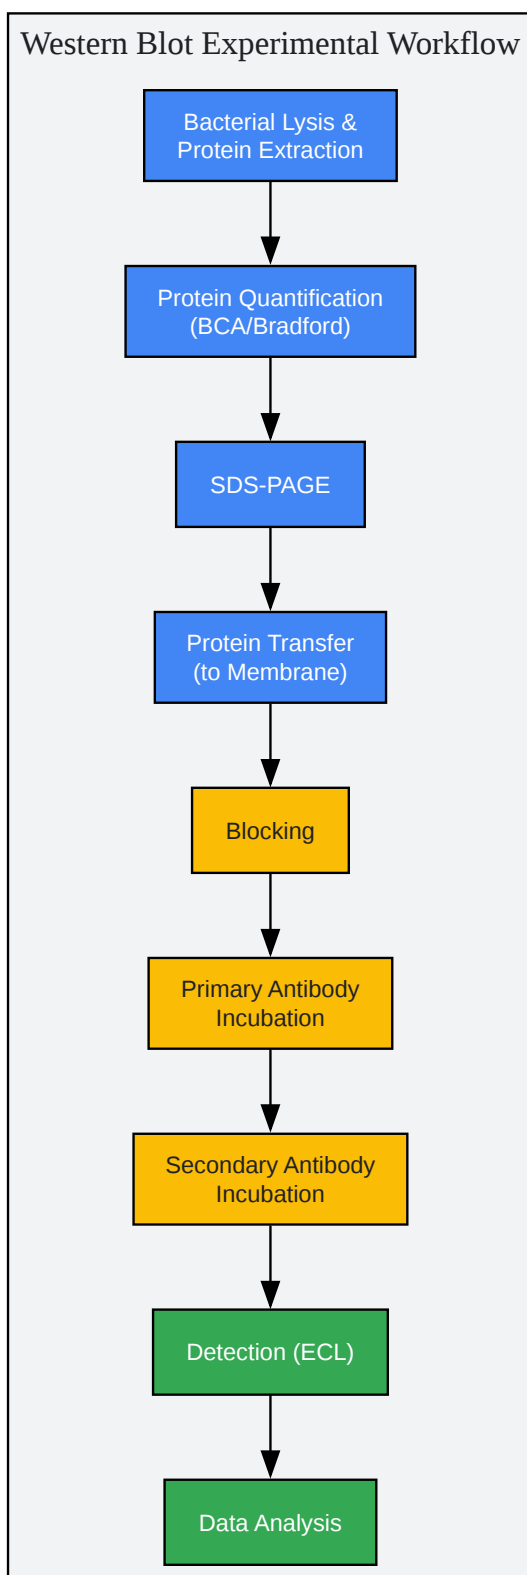 Western Blot Experimental Workflow
Bacterial Lysis &
Protein Extraction
Protein Quantification
(BCA/Bradford)
SDS-PAGE
Protein Transfer
(to Membrane)
Blocking
Primary Antibody
Incubation
Secondary Antibody
Incubation
Detection (ECL)
Data Analysis